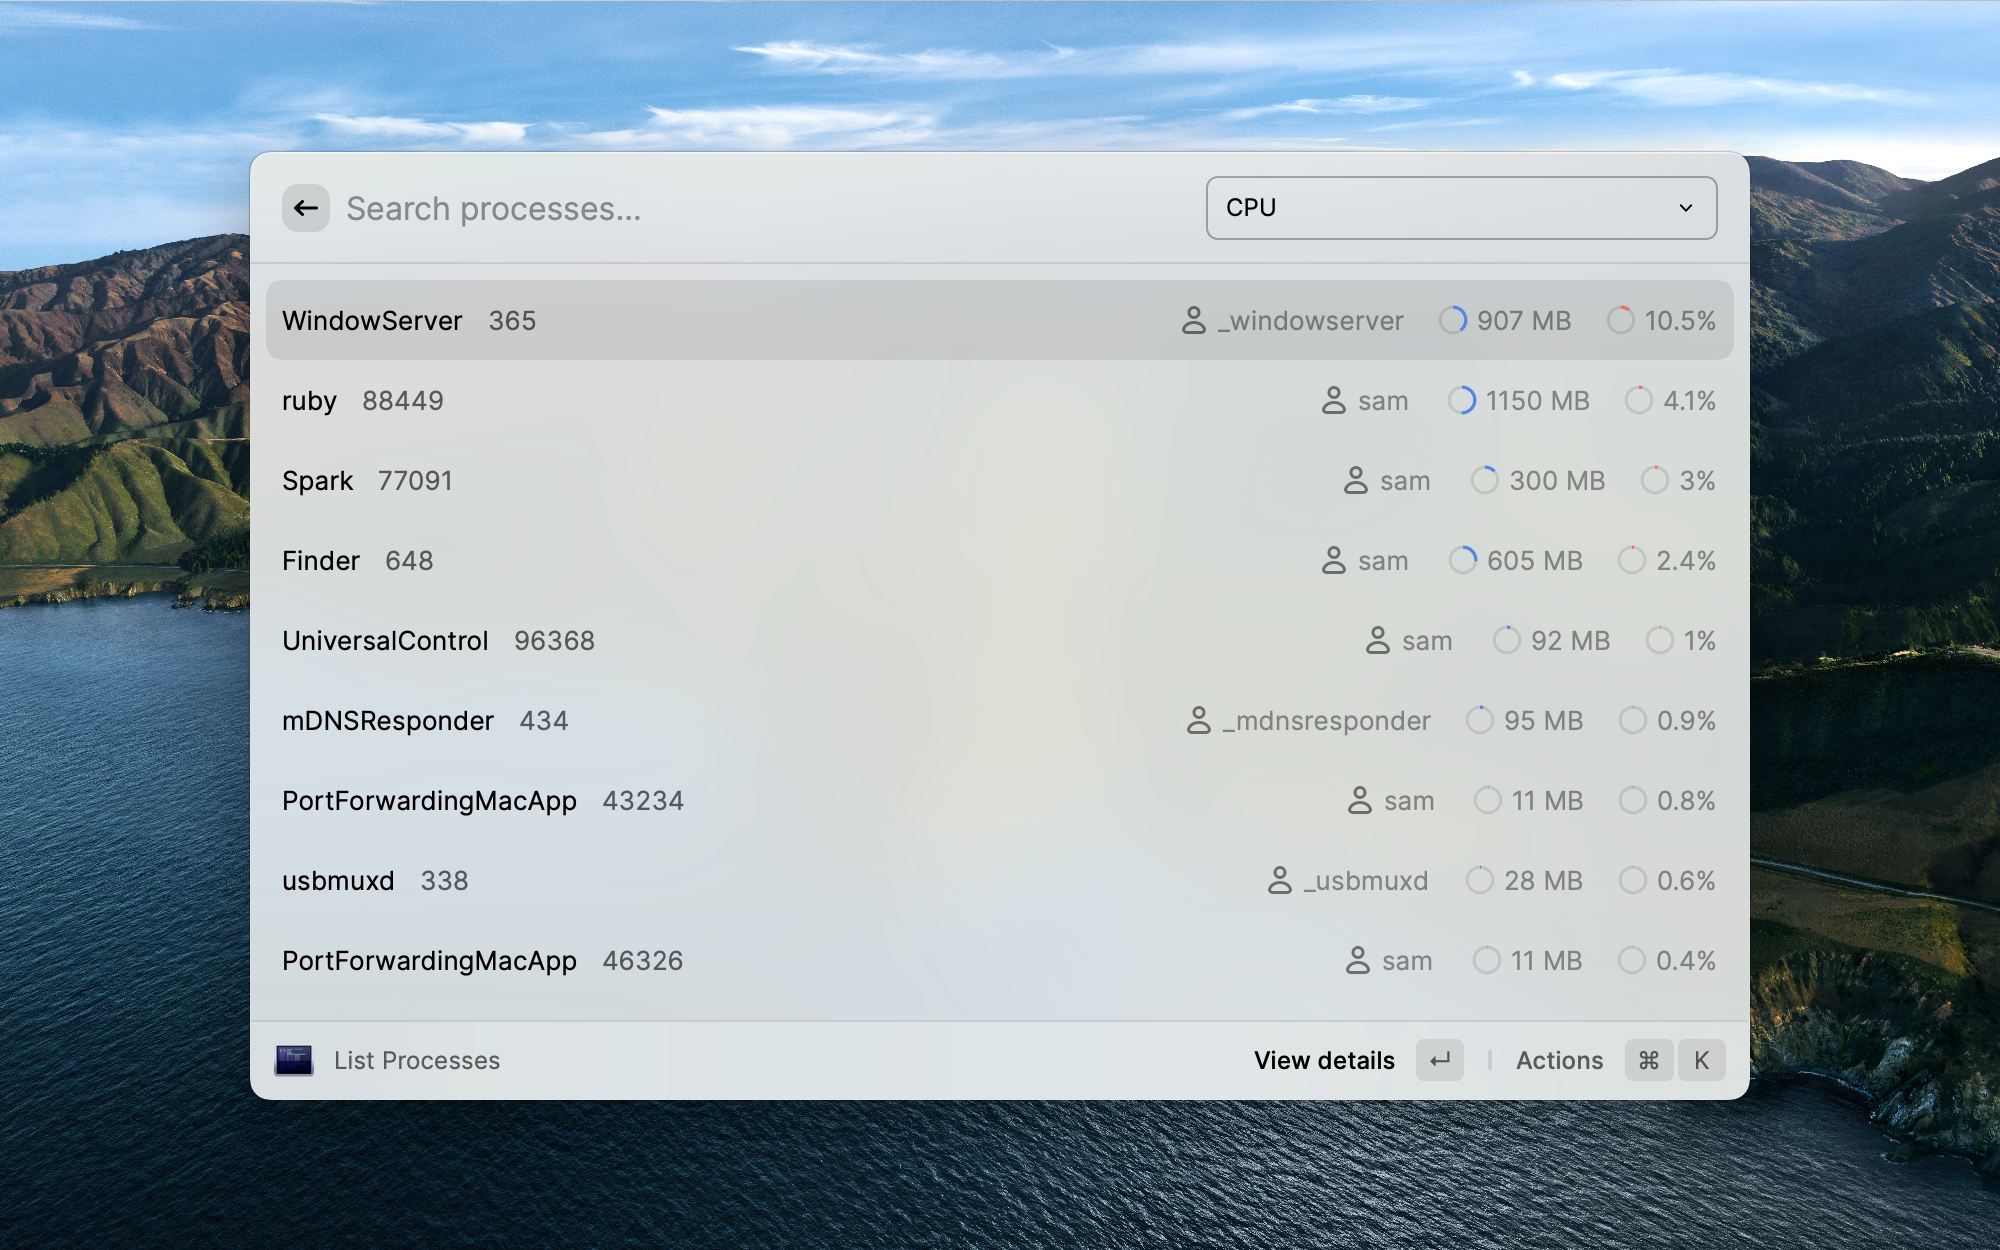 Search processes... CPU
WindowServer 365 _windowserver 907 MB 10.5%
ruby 88449 sam 1150 MB 4.1%
Spark 77091 sam 300 MB 3%
Finder 648 sam 605 MB 2.4%
UniversalControl 96368 sam 92 MB 1%
mDNSResponder 434 _mdnsresponder 95 MB 0.9%
PortForwardingMacApp 43234 sam 11 MB 0.8%
usbmuxd 338 _usbmuxd 28 MB 0.6%
PortForwardingMacApp 46326 sam 11 MB 0.4%
List Processes View details ↵ Actions ⌘ K